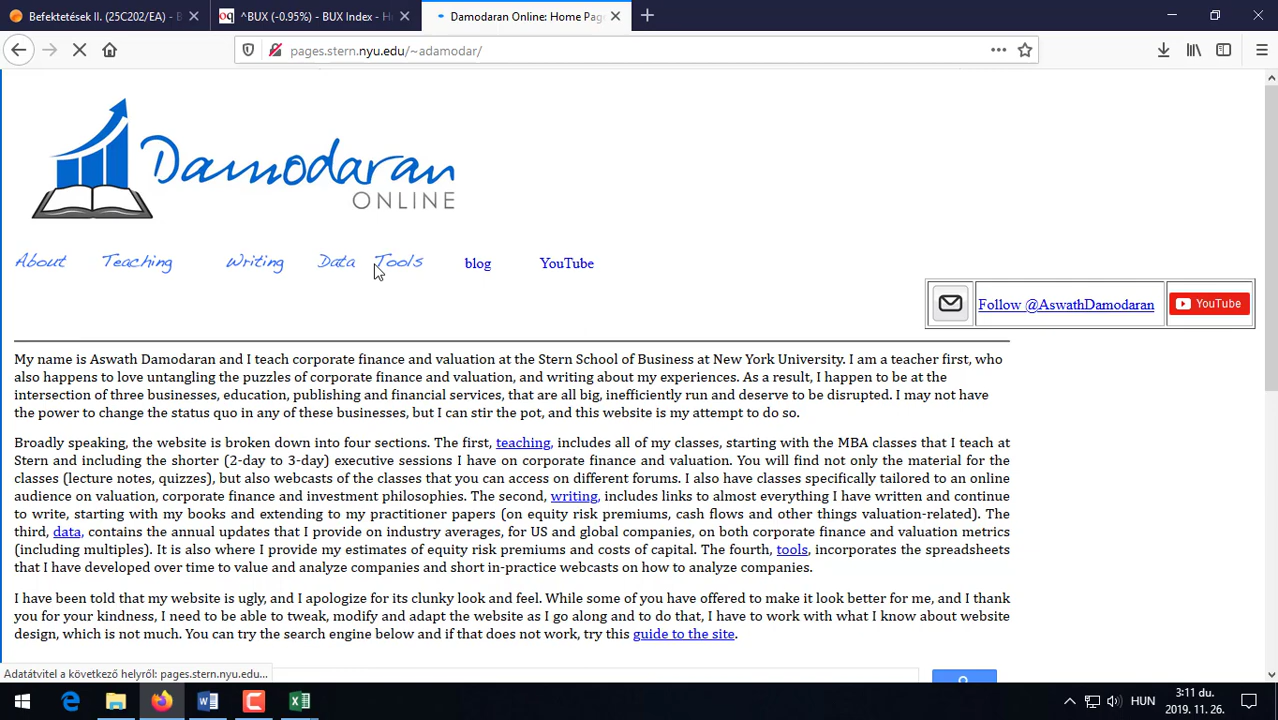 Befektetések II. (25C202/EA) - B
^BUX (-0.95%) - BUX Index - H
Damodaran Online: Home Pag
pages.stern.nyu.edu/~adamodar/
Damodaran
ONLINE
About Teaching Writing Data Tools blog YouTube
Follow @AswathDamodaran YouTube
My name is Aswath Damodaran and I teach corporate finance and valuation at the Stern School of Business at New York University. I am a teacher first, who
also happens to love untangling the puzzles of corporate finance and valuation, and writing about my experiences. As a result, I happen to be at the
intersection of three businesses, education, publishing and financial services, that are all big, inefficiently run and deserve to be disrupted. I may not have
the power to change the status quo in any of these businesses, but I can stir the pot, and this website is my attempt to do so.
Broadly speaking, the website is broken down into four sections. The first, teaching, includes all of my classes, starting with the MBA classes that I teach at
Stern and including the shorter (2-day to 3-day) executive sessions I have on corporate finance and valuation. You will find not only the material for the
classes (lecture notes, quizzes), but also webcasts of the classes that you can access on different forums. I also have classes specifically tailored to an online
audience on valuation, corporate finance and investment philosophies. The second, writing, includes links to almost everything I have written and continue
to write, starting with my books and extending to my practitioner papers (on equity risk premiums, cash flows and other things valuation-related). The
third, data, contains the annual updates that I provide on industry averages, for US and global companies, on both corporate finance and valuation metrics
(including multiples). It is also where I provide my estimates of equity risk premiums and costs of capital. The fourth, tools, incorporates the spreadsheets
that I have developed over time to value and analyze companies and short in-practice webcasts on how to analyze companies.
I have been told that my website is ugly, and I apologize for its clunky look and feel. While some of you have offered to make it look better for me, and I thank
you for your kindness, I need to be able to tweak, modify and adapt the website as I go along and to do that, I have to work with what I know about website
design, which is not much. You can try the search engine below and if that does not work, try this guide to the site.
Adatátvitel a következő helyről: pages.stern.nyu.edu...
HUN
3:11 du.
2019. 11. 26.